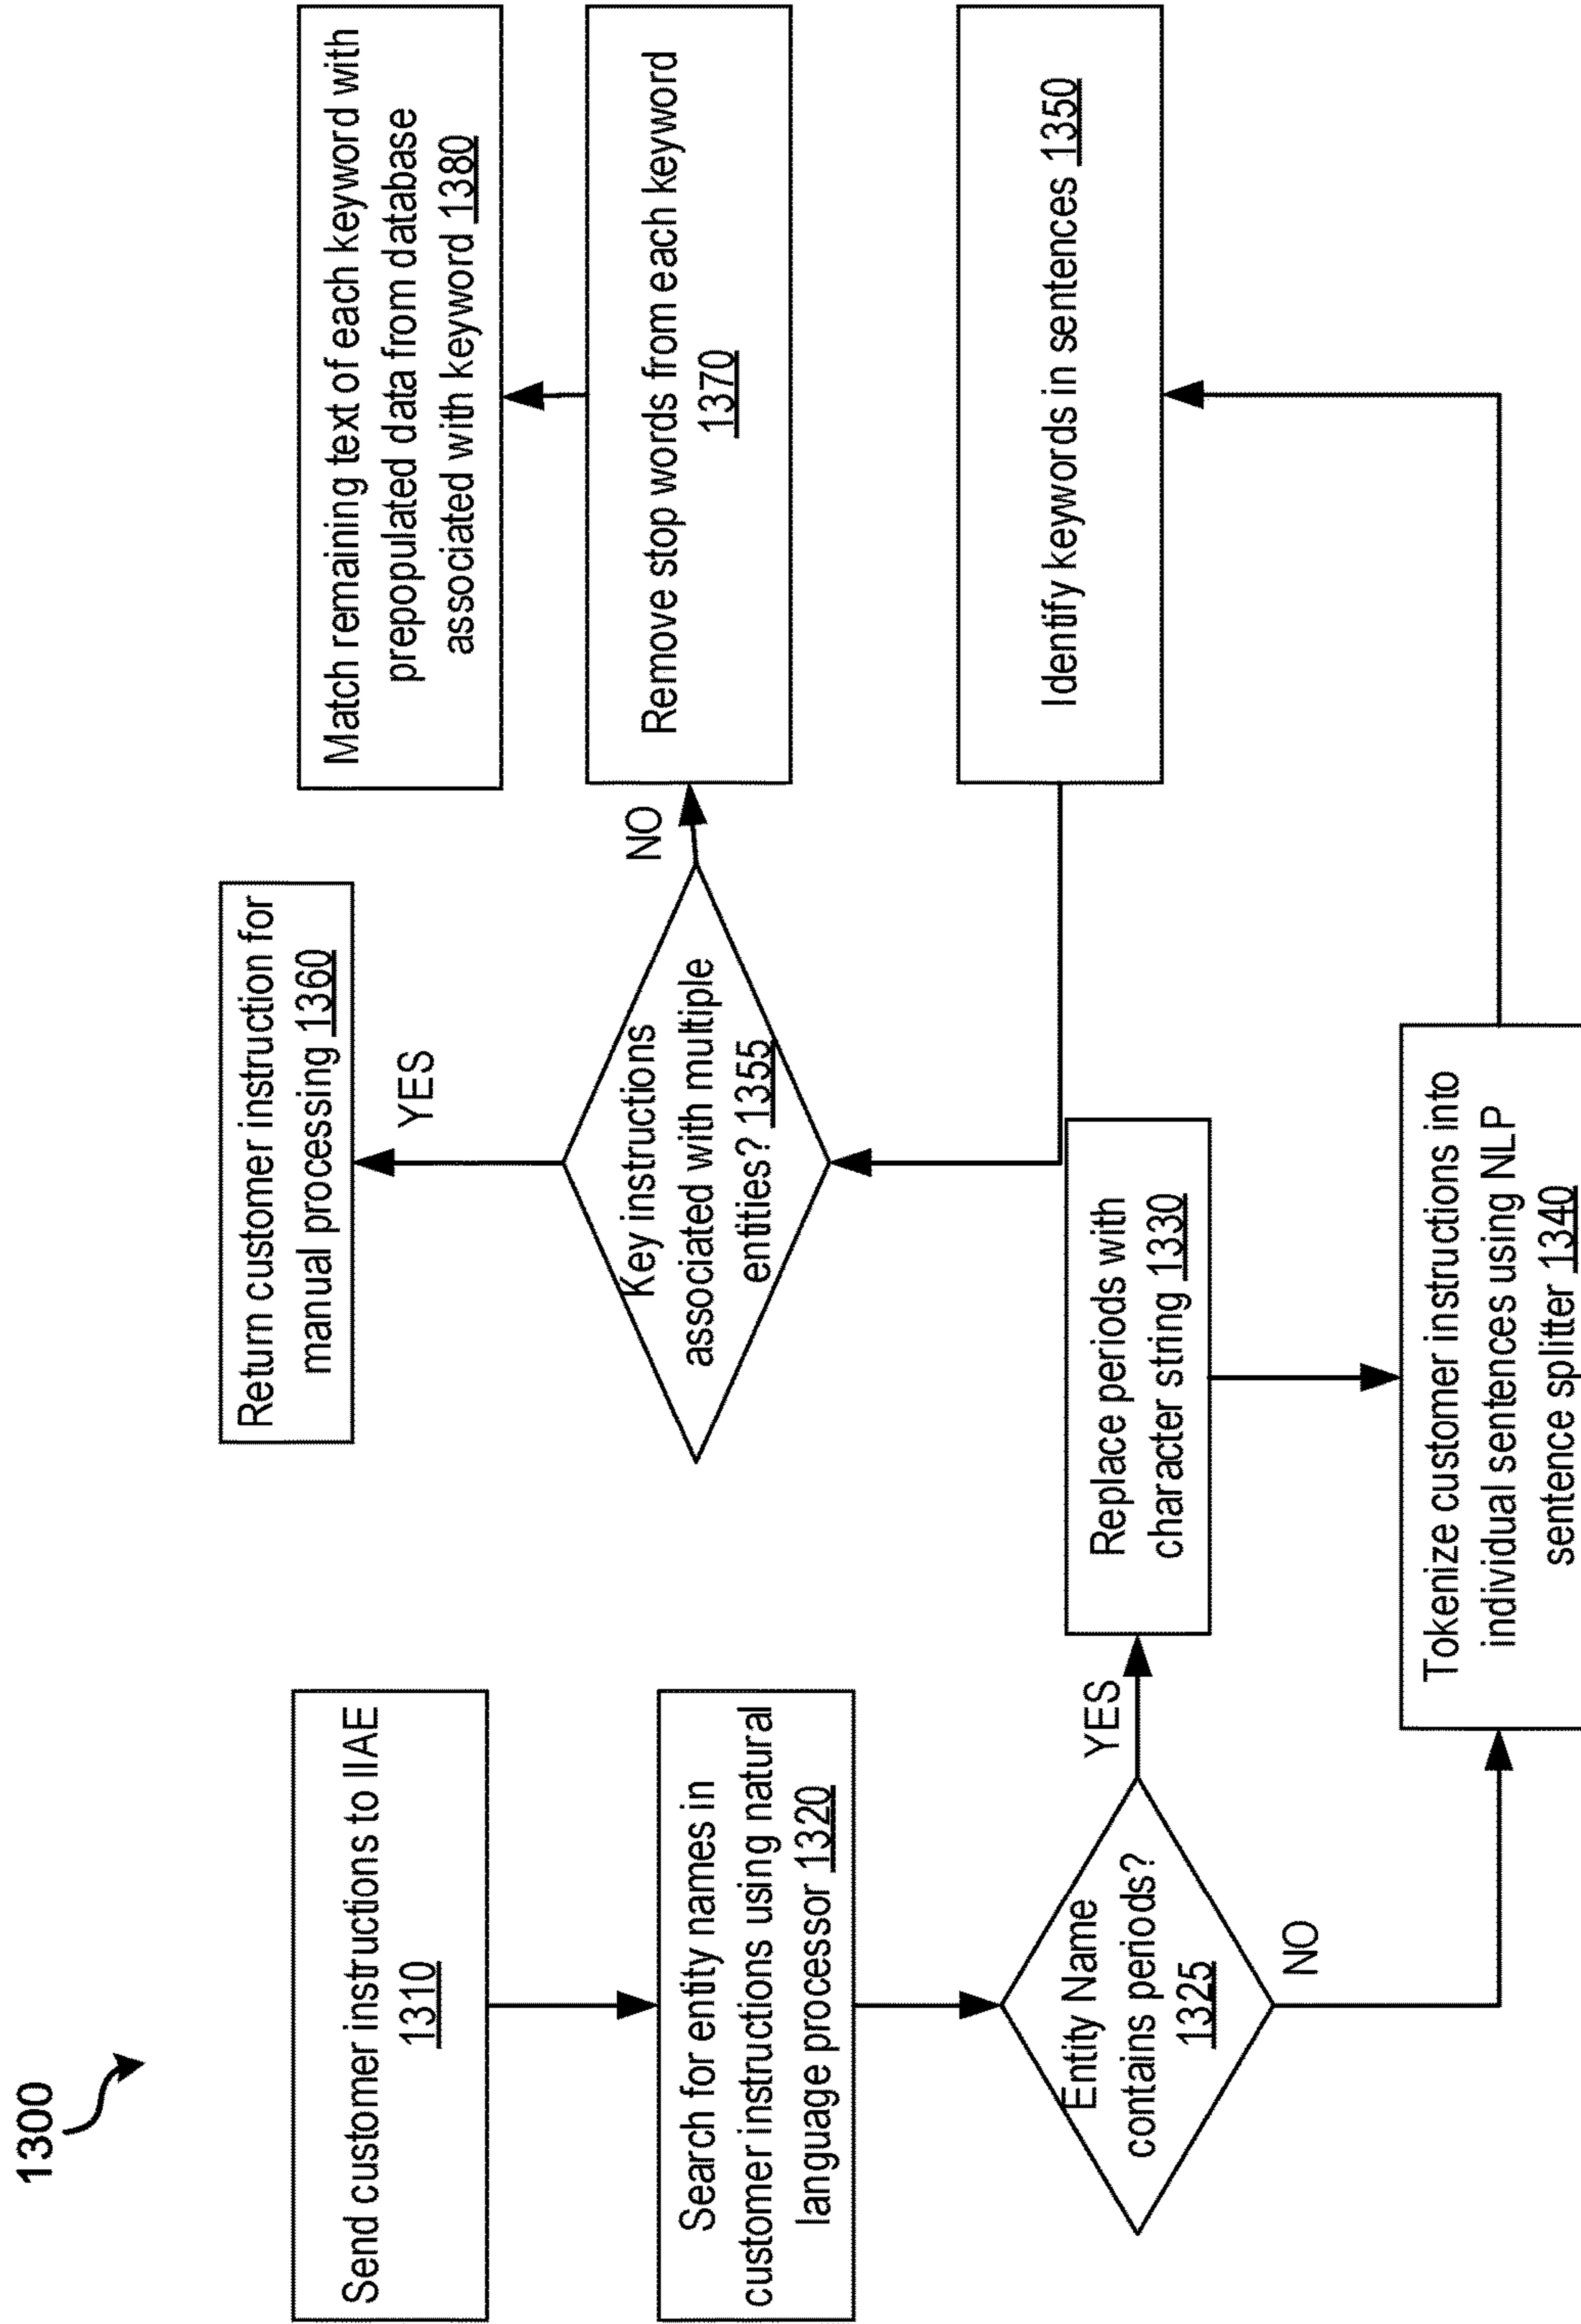 1300
Send customer instructions to IIAE
1310
Search for entity names in
customer instructions using natural
language processor 1320
Entity Name
contains periods?
1325
YES
NO
Replace periods with
character string 1330
Tokenize customer instructions into
individual sentences using NLP
sentence splitter 1340
Identify keywords in sentences 1350
Key instructions
associated with multiple
entities? 1355
YES
NO
Return customer instruction for
manual processing 1360
Remove stop words from each keyword
1370
Match remaining text of each keyword with
prepopulated data from database
associated with keyword 1380